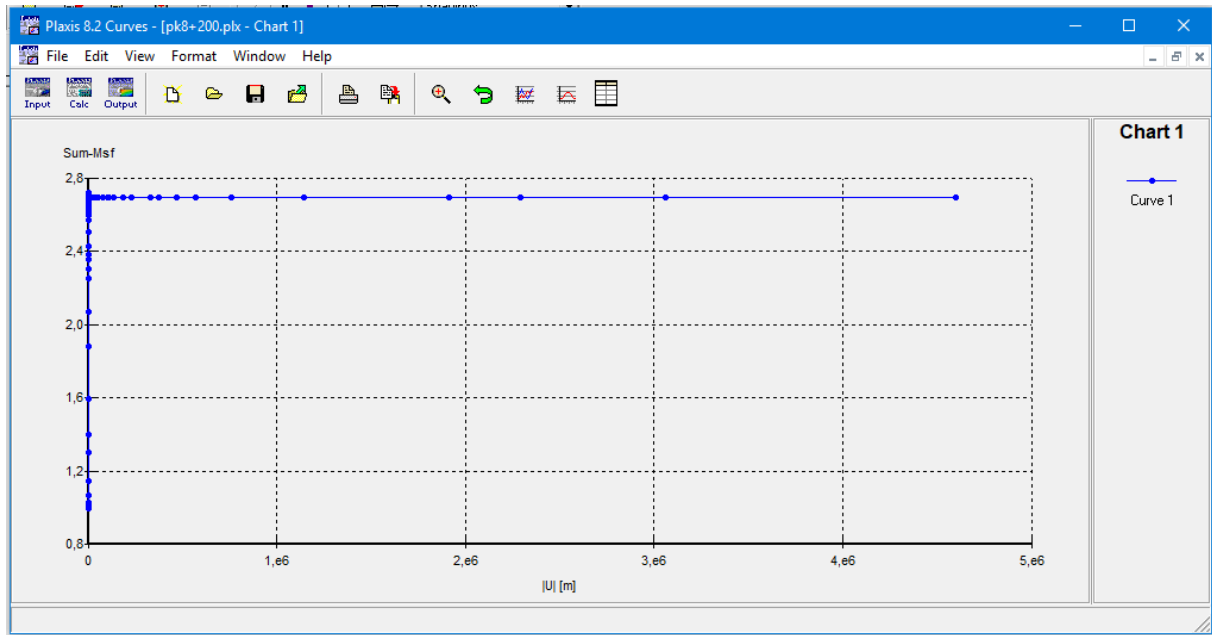 Plaxis 8.2 Curves - [pk8+200.plx - Chart 1]
File Edit View Format Window Help
Input Calc Output
Chart 1
Curve 1
Sum-Msf
2,8
2,4
2,0
1,6
1,2
0,8
0 1,e6 2,e6 3,e6 4,e6 5,e6
|U| [m]